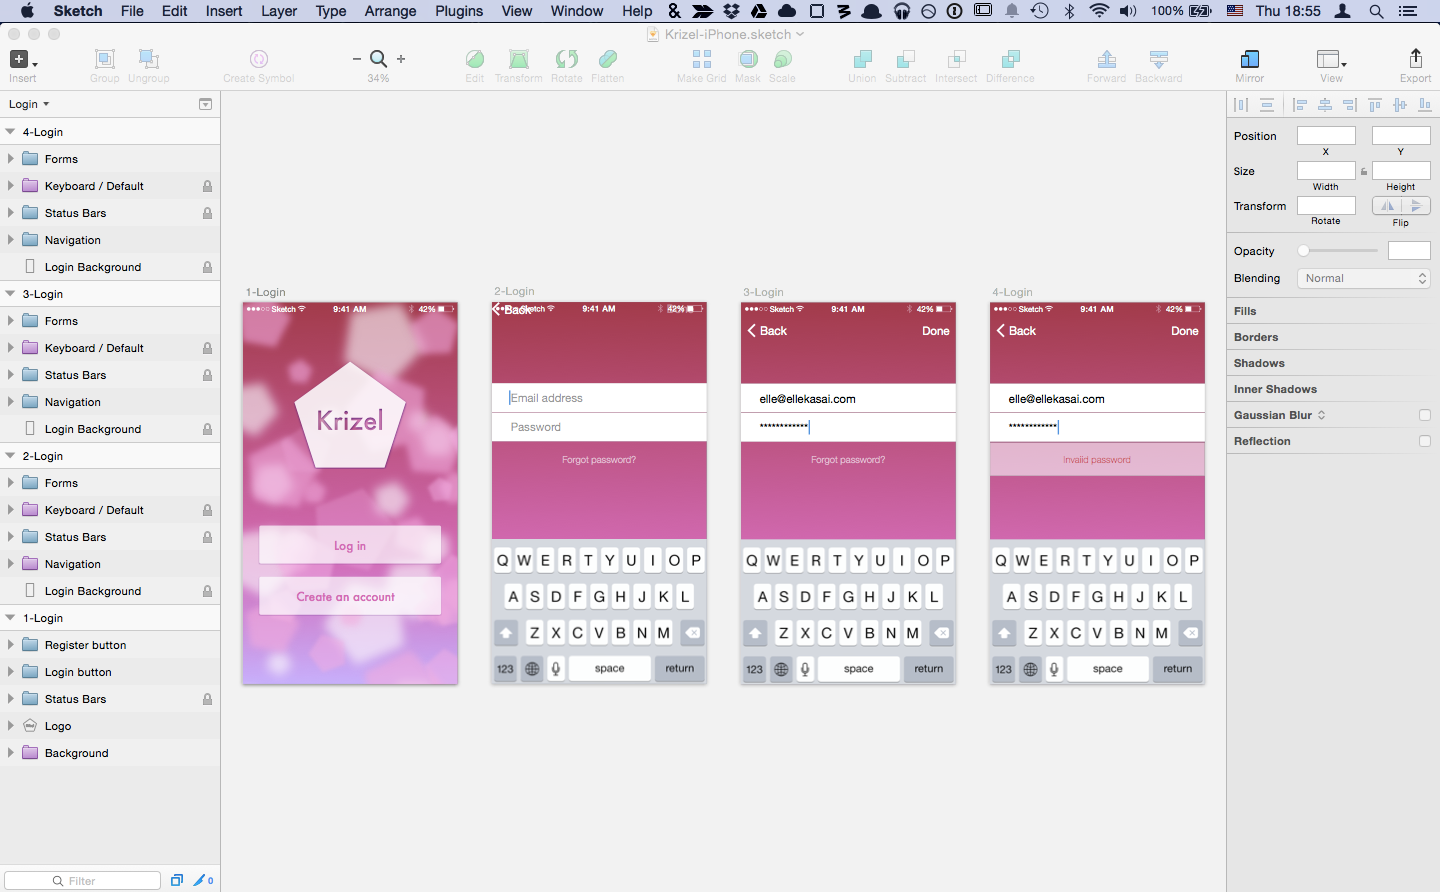 Sketch File Edit Insert Layer Type Arrange Plugins View Window Help 100% Thu 18:55
Krizel-iPhone.sketch
Insert Group Ungroup Create Symbol 34% Edit Transform Rotate Flatten Make Grid Mask Scale Union Subtract Intersect Difference Forward Backward Mirror View Export
Login
4-Login
Forms
Keyboard / Default
Status Bars
Navigation
Login Background
3-Login
Forms
Keyboard / Default
Status Bars
Navigation
Login Background
2-Login
Forms
Keyboard / Default
Status Bars
Navigation
Login Background
1-Login
Register button
Login button
Status Bars
Logo
Background
Filter
0
1-Login
Sketch 9:41 AM 42%
Krizel
Log in
Create an account
2-Login
Back Sketch 9:41 AM 42%
Email address
Password
Forgot password?
Q W E R T Y U I O P
A S D F G H J K L
Z X C V B N M
123 space return
3-Login
Sketch 9:41 AM 42%
Back Done
elle@ellekasai.com
************
Forgot password?
Q W E R T Y U I O P
A S D F G H J K L
Z X C V B N M
123 space return
4-Login
Sketch 9:41 AM 42%
Back Done
elle@ellekasai.com
************
Invalid password
Q W E R T Y U I O P
A S D F G H J K L
Z X C V B N M
123 space return
Position
X Y
Size
Width Height
Transform
Rotate Flip
Opacity
Blending Normal
Fills
Borders
Shadows
Inner Shadows
Gaussian Blur
Reflection